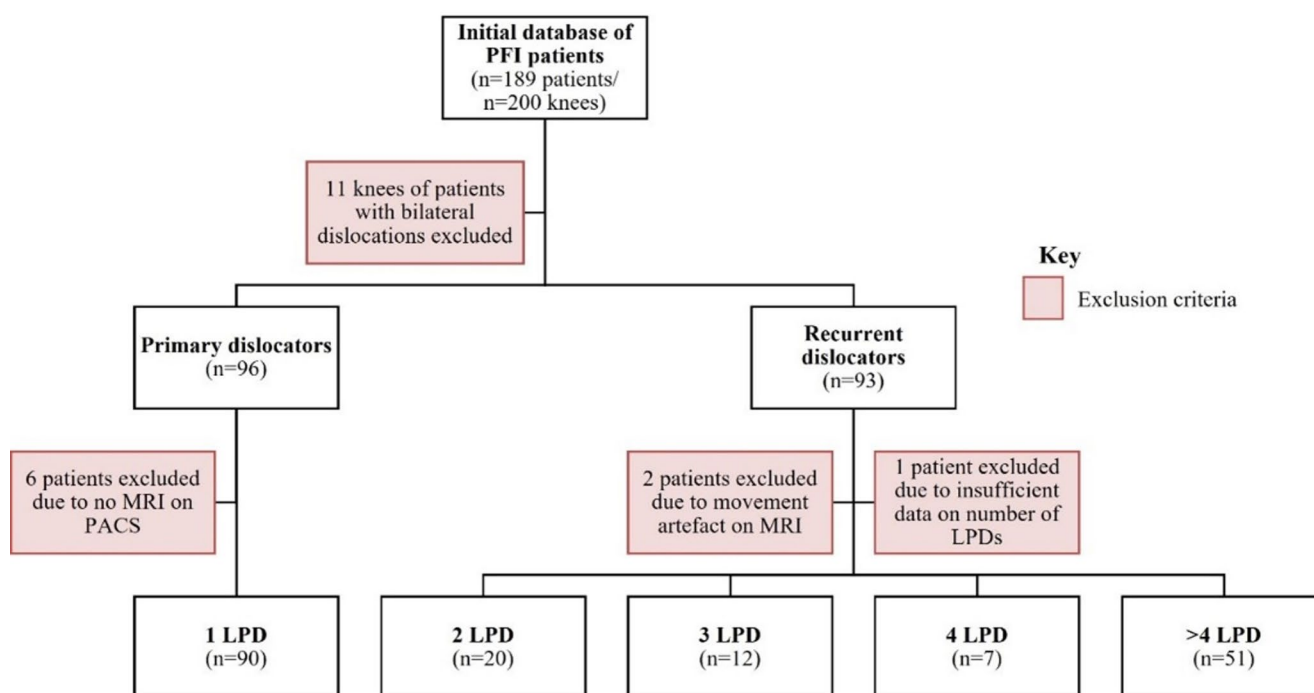 Initial database of
PFI patients
(n=189 patients/
n=200 knees)
11 knees of patients
with bilateral
dislocations excluded
Key
Exclusion criteria
Primary dislocators
(n=96)
Recurrent
dislocators
(n=93)
6 patients excluded
due to no MRI on
PACS
2 patients excluded
due to movement
artefact on MRI
1 patient excluded
due to insufficient
data on number of
LPDs
1 LPD
(n=90)
2 LPD
(n=20)
3 LPD
(n=12)
4 LPD
(n=7)
>4 LPD
(n=51)